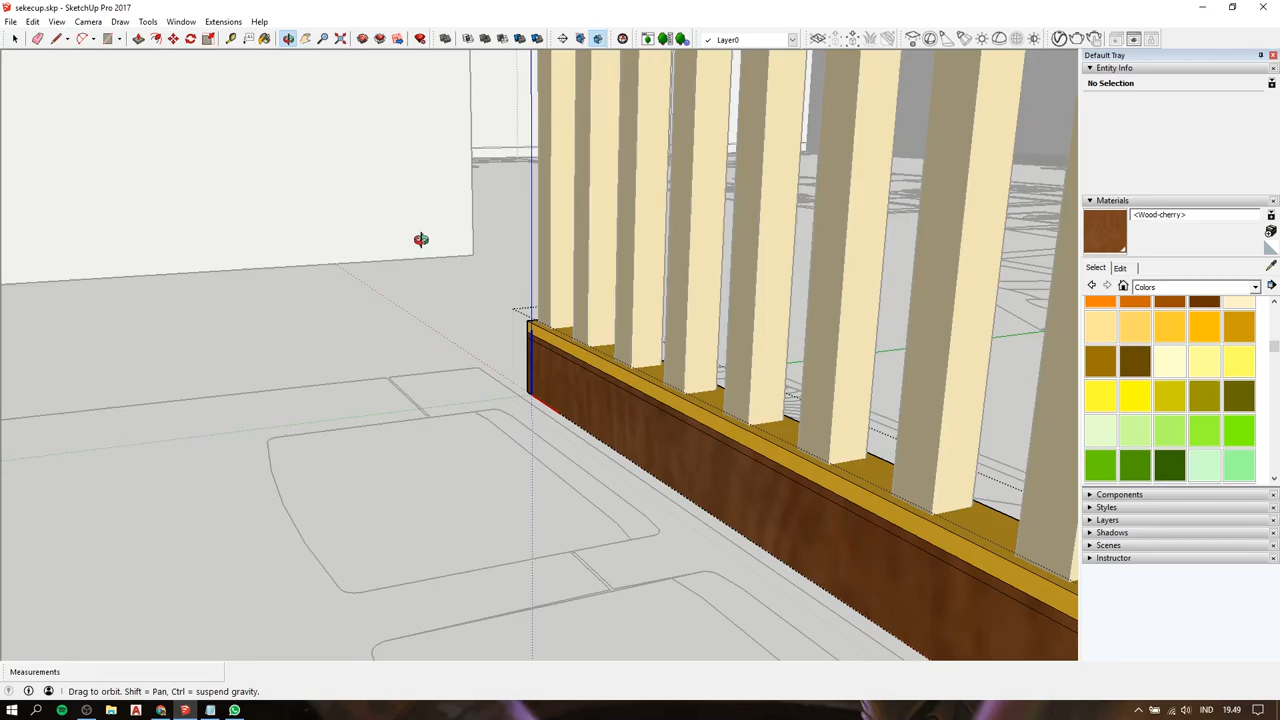 sekecup.skp - SketchUp Pro 2017
File Edit View Camera Draw Tools Window Extensions Help
Layer0
Default Tray
Entity Info
No Selection
Materials
<Wood-cherry>
Select Edit
Colors
Components
Styles
Layers
Shadows
Scenes
Instructor
Measurements
Drag to orbit. Shift = Pan, Ctrl = suspend gravity.
IND 19.49